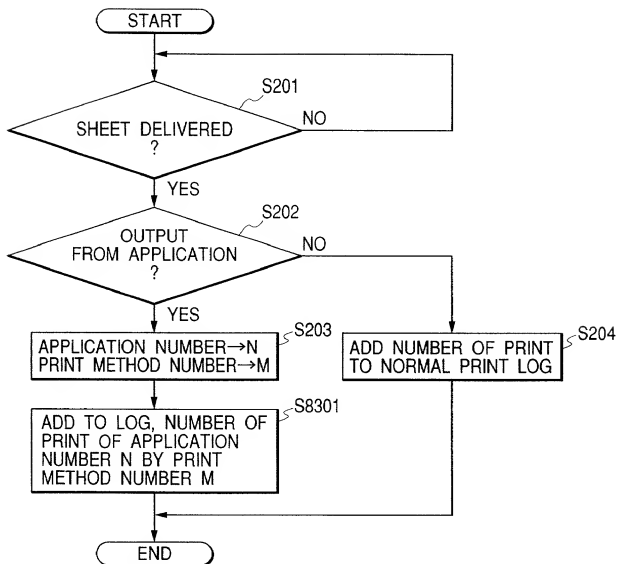 START
S201
SHEET DELIVERED
?
NO
YES
S202
OUTPUT
FROM APPLICATION
?
NO
YES
S203
APPLICATION NUMBER→N
PRINT METHOD NUMBER→M
S204
ADD NUMBER OF PRINT
TO NORMAL PRINT LOG
S8301
ADD TO LOG, NUMBER OF
PRINT OF APPLICATION
NUMBER N BY PRINT
METHOD NUMBER M
END